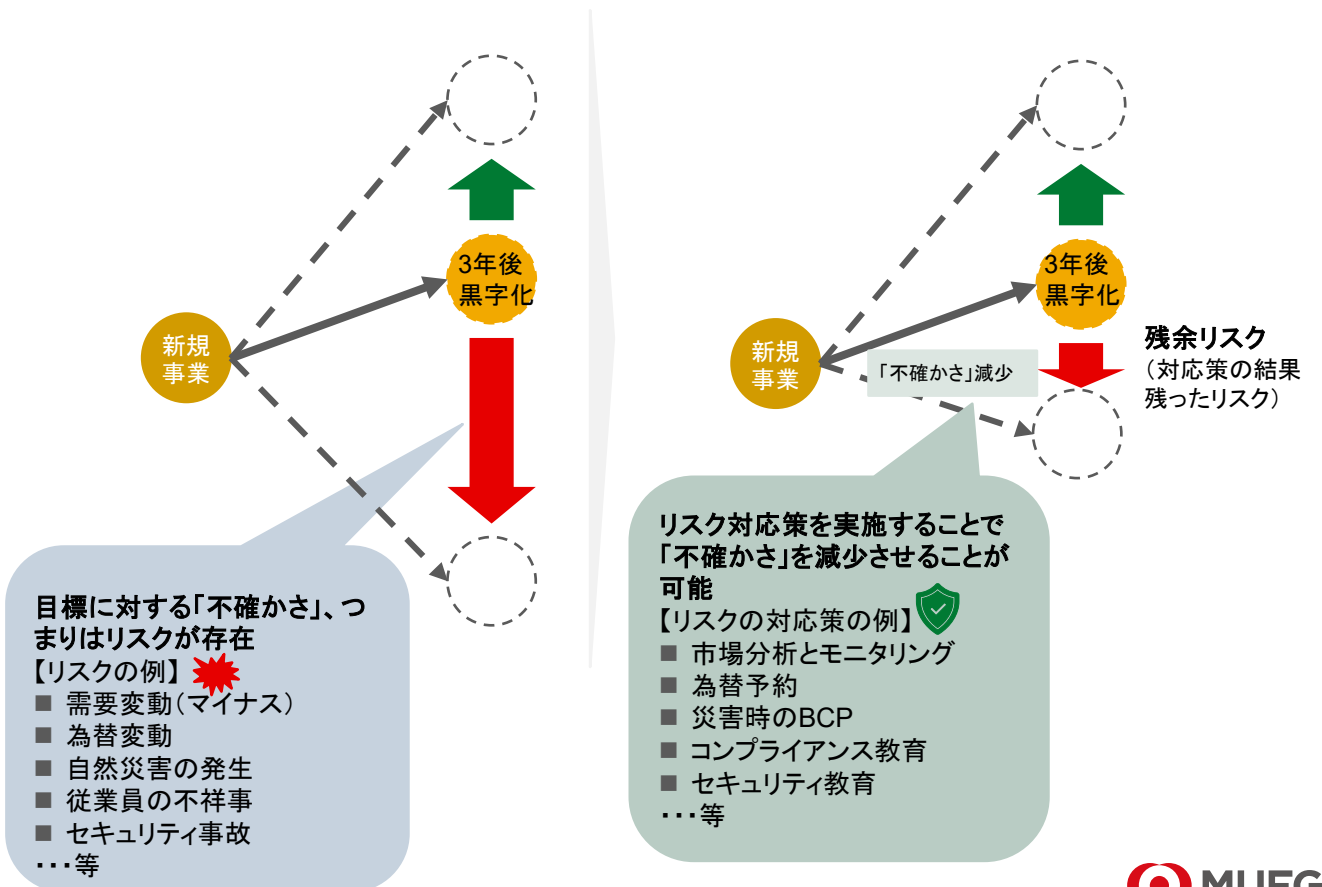 3年後
黒字化
新規
事業
目標に対する「不確かさ」、つ
まりはリスクが存在
【リスクの例】
■ 需要変動(マイナス)
■ 為替変動
■ 自然災害の発生
■ 従業員の不祥事
■ セキュリティ事故
・・・等
3年後
黒字化
新規
事業
「不確かさ」減少
残余リスク
(対応策の結果
残ったリスク)
リスク対応策を実施することで
「不確かさ」を減少させることが
可能
【リスクの対応策の例】
■ 市場分析とモニタリング
■ 為替予約
■ 災害時のBCP
■ コンプライアンス教育
■ セキュリティ教育
・・・等
MUFG